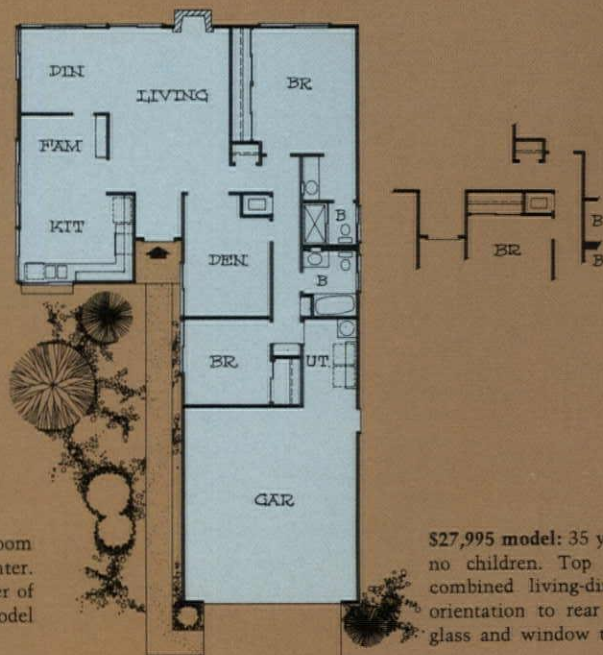 DIN
LIVING
BR
FAM
KIT
DEN
B
B
BR
UT.
GAR
BR
B
B
oom
ter.
er of
odel
$27,995 model: 35 y
no children. Top
combined living-di
orientation to rear
glass and window t